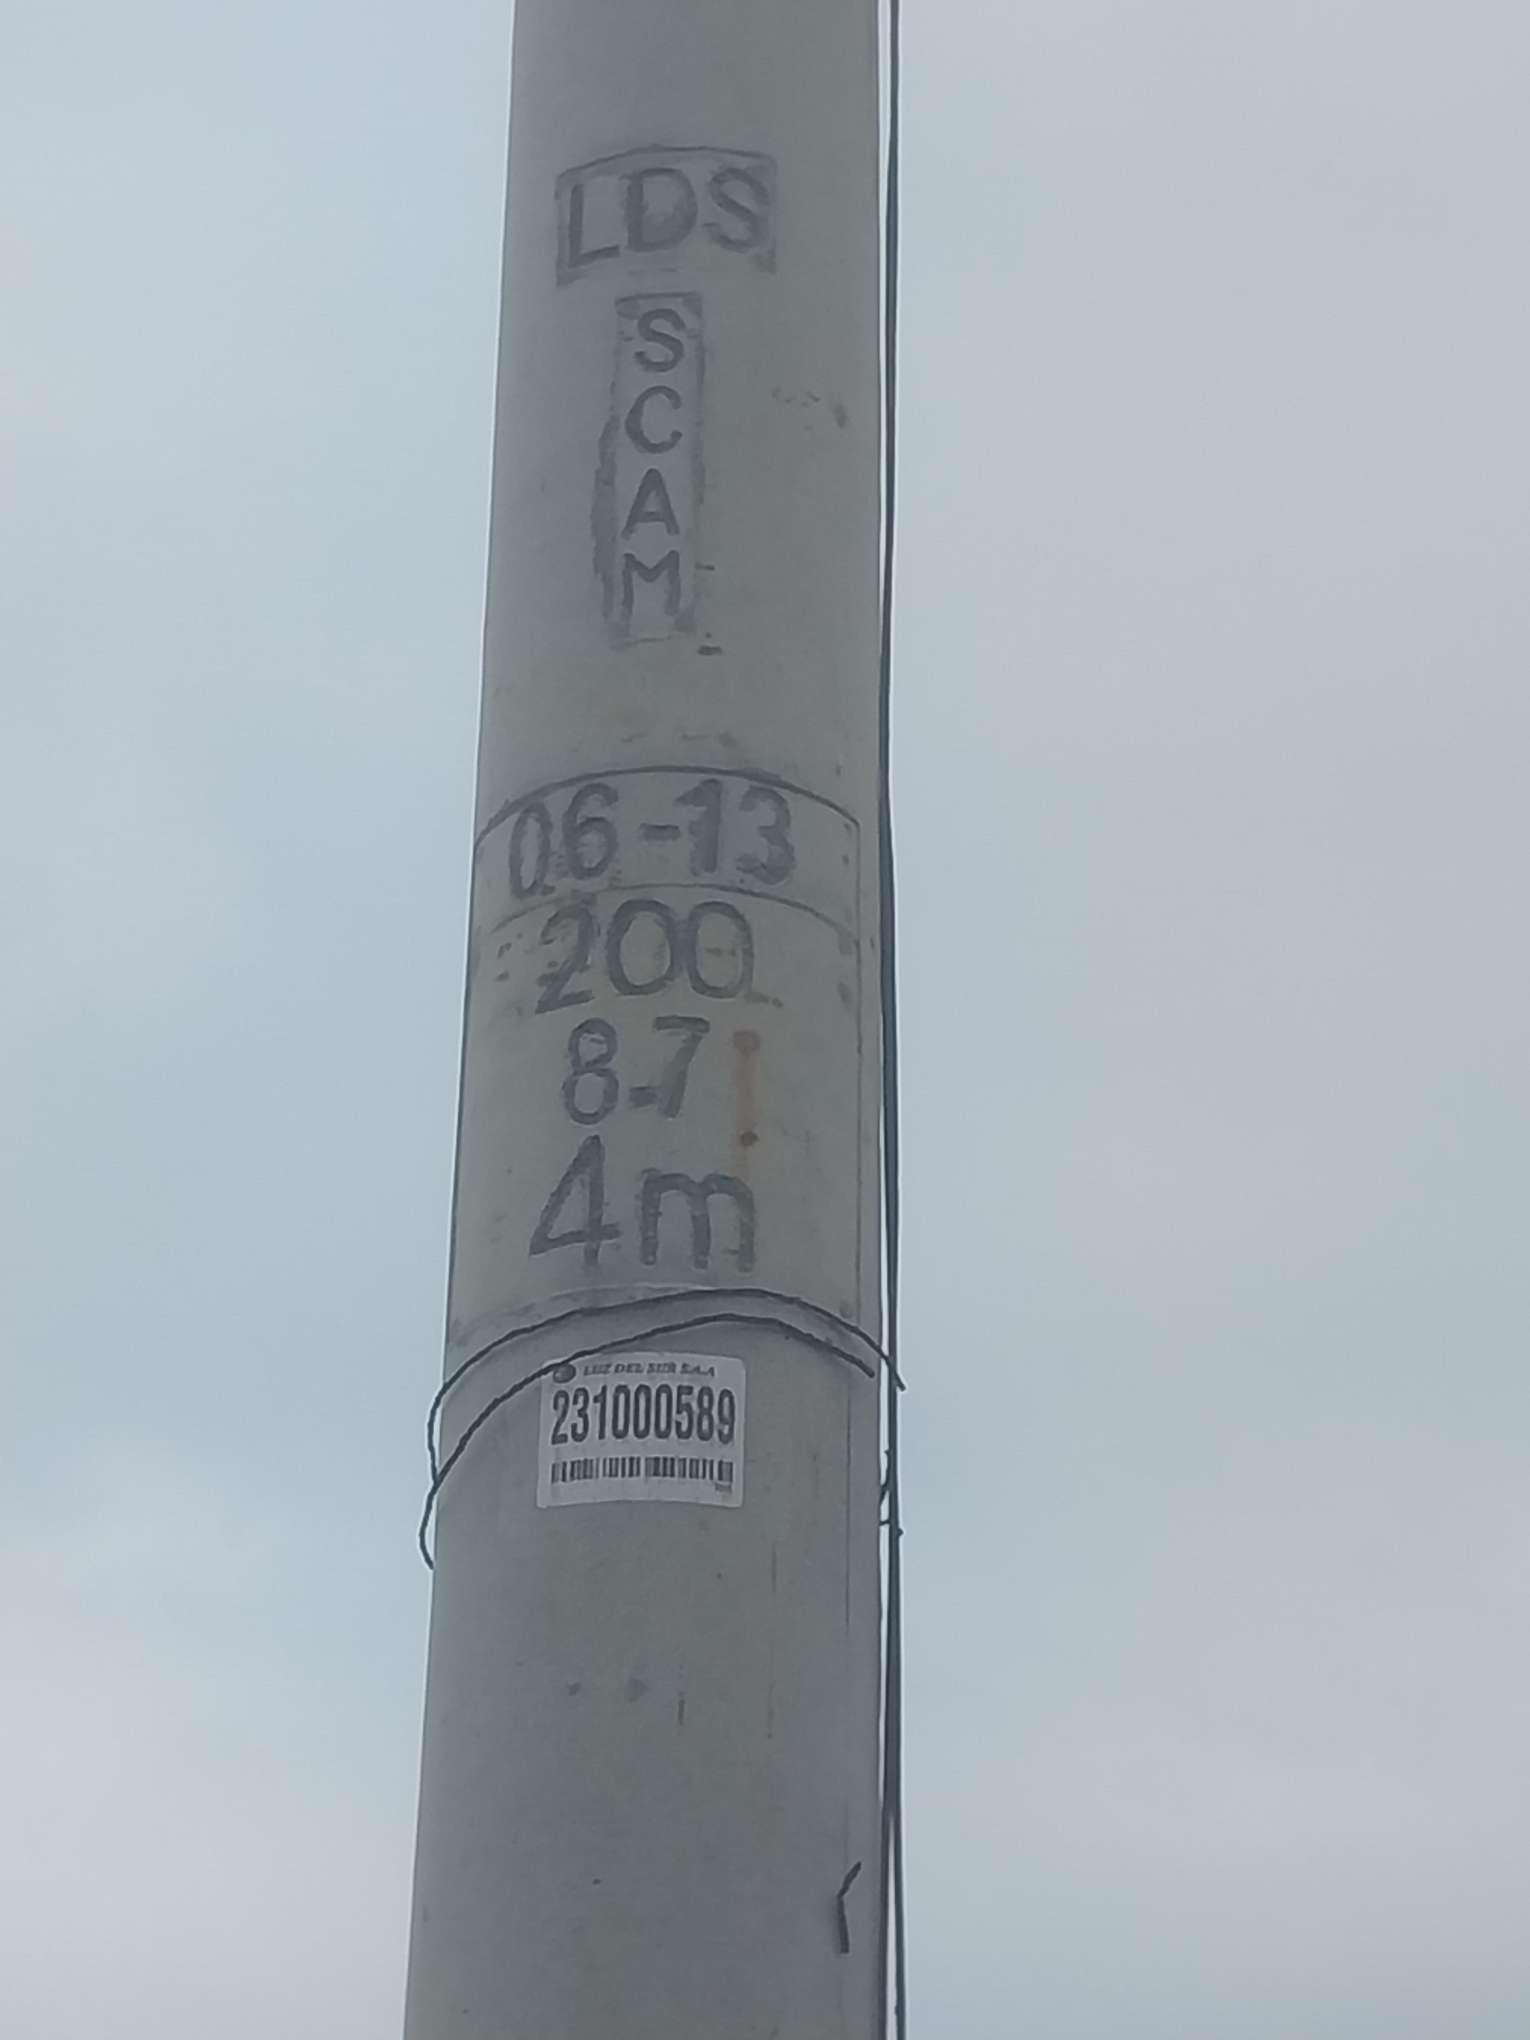 LDS
S
C
A
M
06-13
200
8.7
4m
LUZ DEL SUR S.A.A
231000589